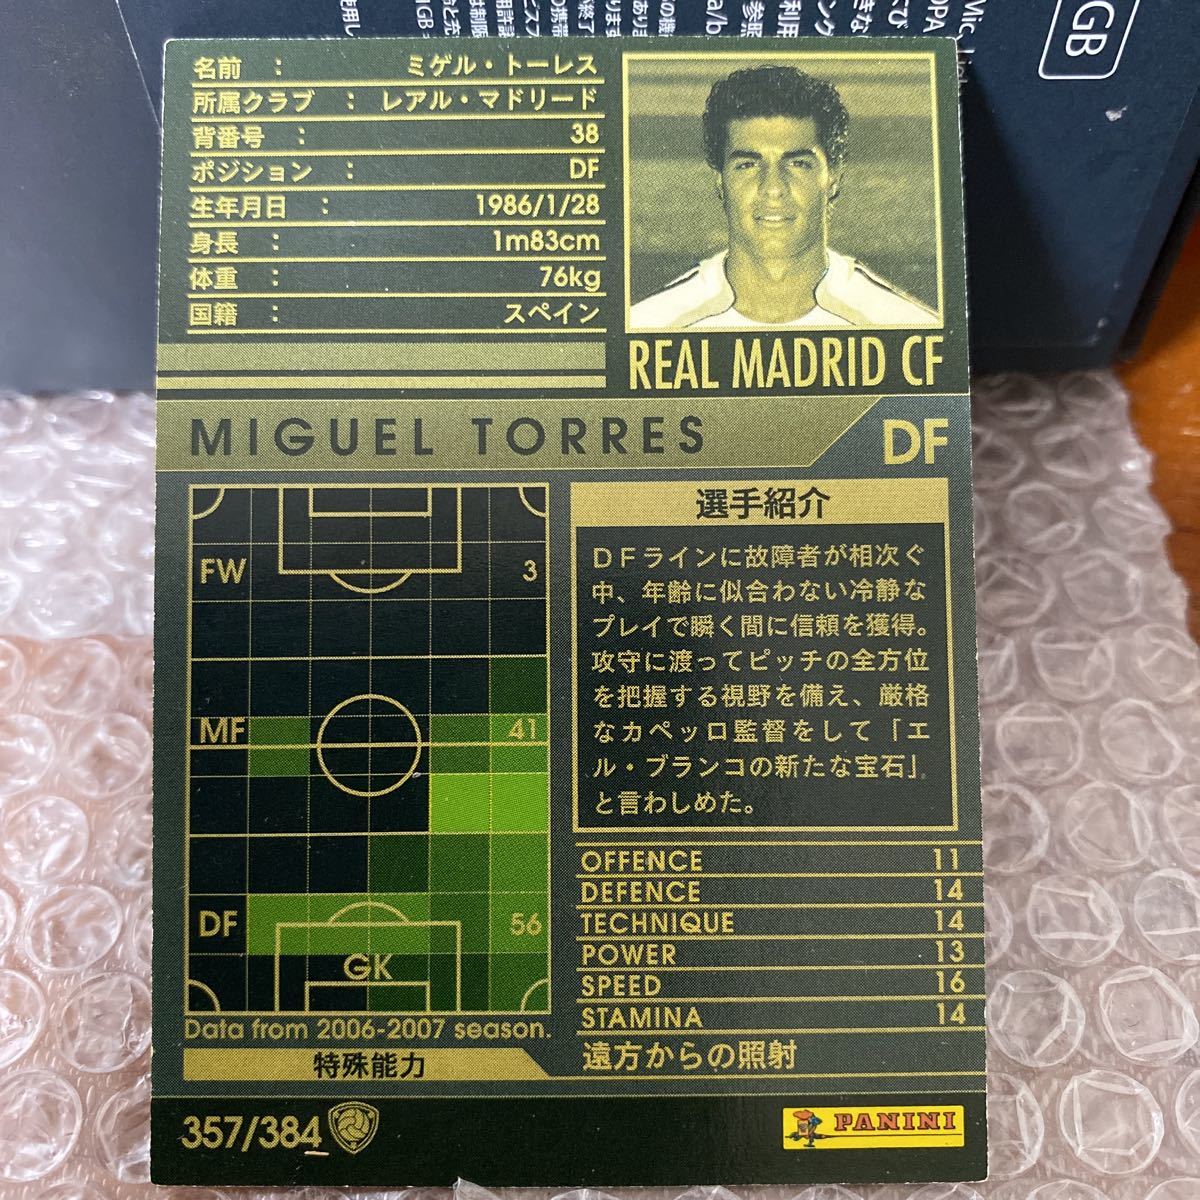 GB
名前 : ミゲル・トーレス
所属クラブ : レアル・マドリード
背番号 : 38
ポジション : DF
生年月日 : 1986/1/28
身長 : 1m83cm
体重 : 76kg
国籍 : スペイン
REAL MADRID CF
MIGUEL TORRES
DF
FW 3
MF 41
DF 56
GK
Data from 2006-2007 season.
選手紹介
DFラインに故障者が相次ぐ
中、年齢に似合わない冷静な
プレイで瞬く間に信頼を獲得。
攻守に渡ってピッチの全方位
を把握する視野を備え、厳格
なカペッロ監督をして「エ
ル・ブランコの新たな宝石」
と言わしめた。
OFFENCE 11
DEFENCE 14
TECHNIQUE 14
POWER 13
SPEED 16
STAMINA 14
特殊能力
遠方からの照射
357/384
PANINI